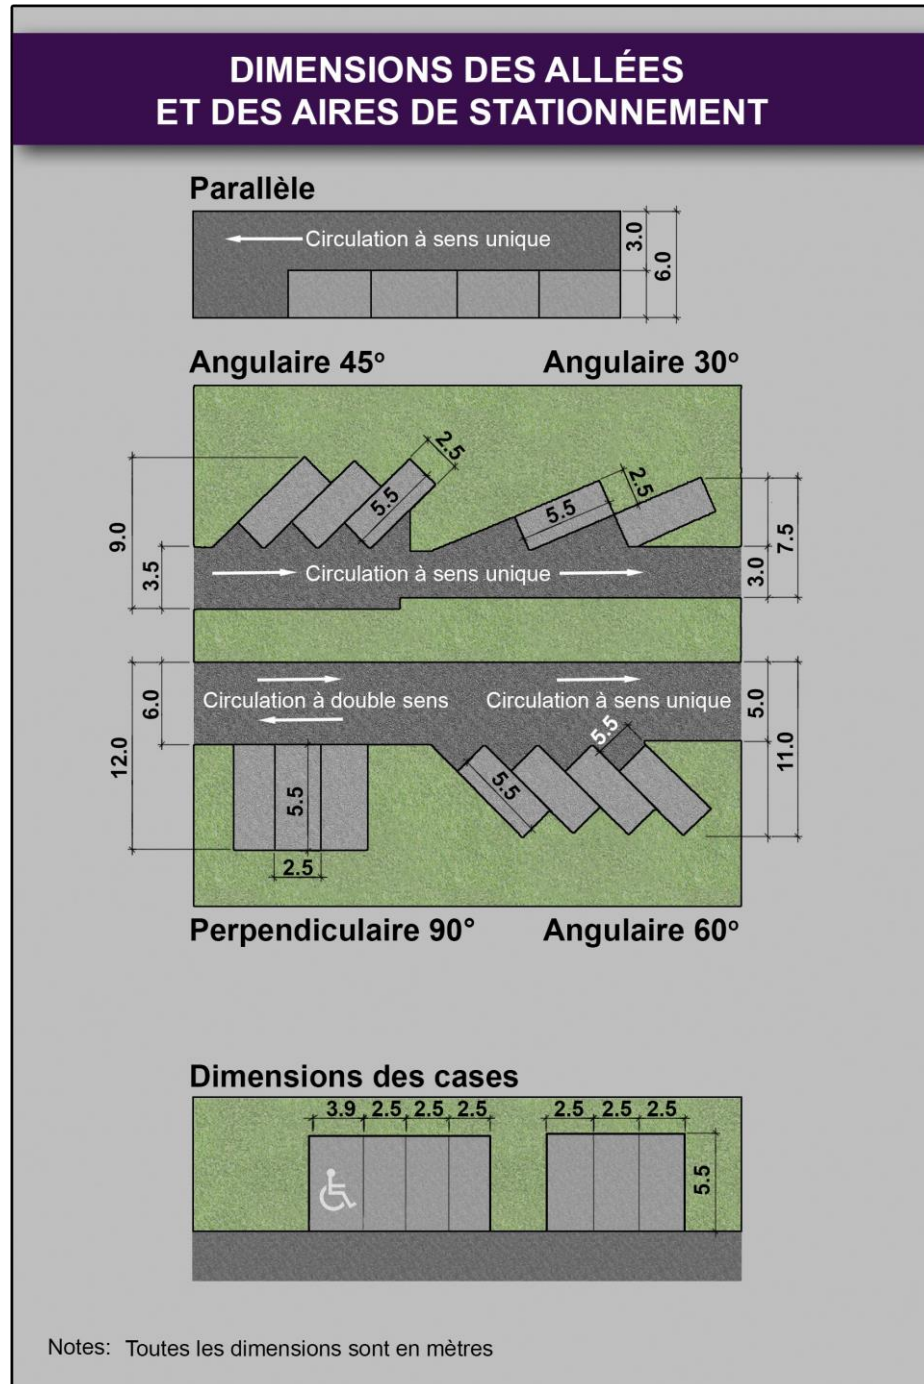 DIMENSIONS DES ALLÉES
ET DES AIRES DE STATIONNEMENT
Parallèle
Circulation à sens unique
3.0
6.0
Angulaire 45º
Angulaire 30º
2.5
5.5
2.5
5.5
9.0
3.5
Circulation à sens unique
3.0
7.5
6.0
12.0
Circulation à double sens
Circulation à sens unique
5.0
11.0
5.5
5.5
5.5
2.5
Perpendiculaire 90°
Angulaire 60º
Dimensions des cases
3.9 2.5 2.5 2.5
2.5 2.5 2.5
5.5
Notes: Toutes les dimensions sont en mètres